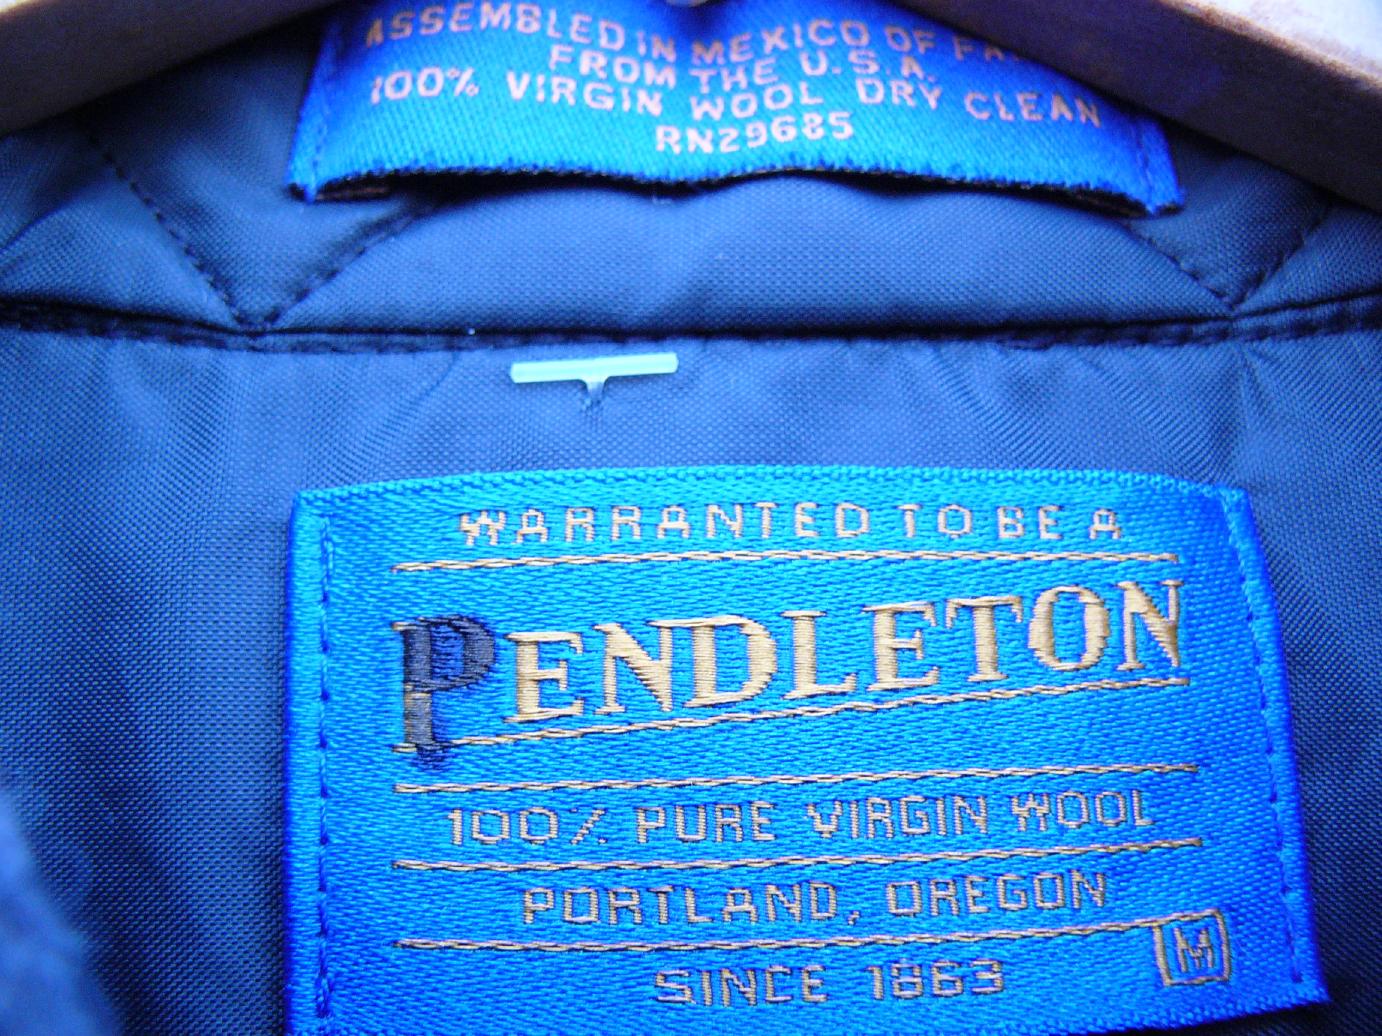 ASSEMBLED IN MEXICO OF
FROM THE U.S.A.
100% VIRGIN WOOL DRY CLEAN
RN29685
WARRANTED TO BE A
PENDLETON
100% PURE VIRGIN WOOL
PORTLAND, OREGON
M
SINCE 1863